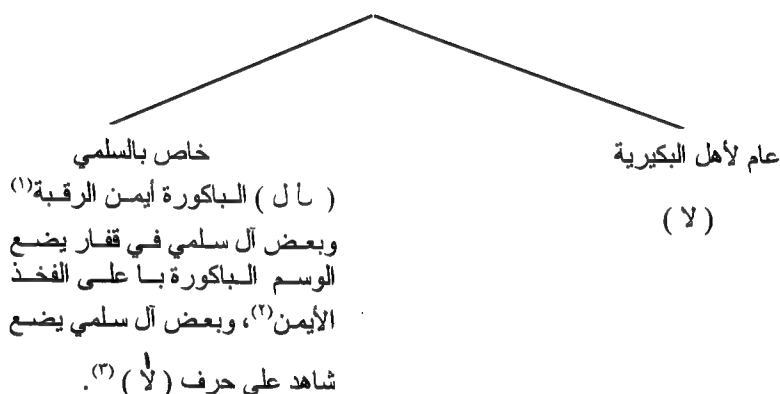 عام لأهل البكيرية
( لا )
خاص بالسلمي
( ـا ل ) الباكورة أيمن الرقبة(١)
وبعض آل سلمي في قفار يضع
الوسم الباكورة بـا على الفخذ
الأيمن(٢)، وبعض آل سلمي يضع
شاهد على حرف ( لا ) (٣).